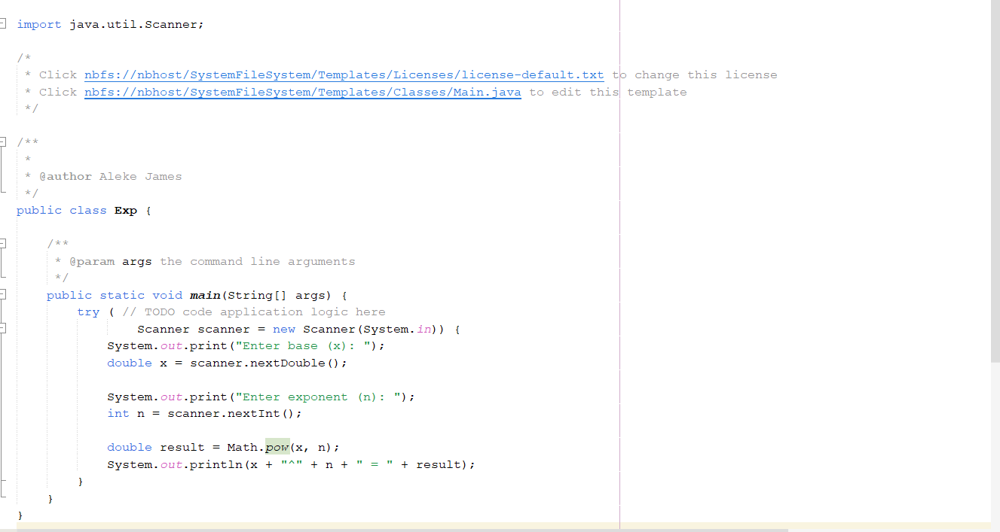 import java.util.Scanner;
/*
 * Click nbfs://nbhost/SystemFileSystem/Templates/Licenses/license-default.txt to change this license
 * Click nbfs://nbhost/SystemFileSystem/Templates/Classes/Main.java to edit this template
 */
/**
 *
 * @author Aleke James
 */
public class Exp {
    /**
     * @param args the command line arguments
     */
    public static void main(String[] args) {
        try ( // TODO code application logic here
                Scanner scanner = new Scanner(System.in)) {
            System.out.print("Enter base (x): ");
            double x = scanner.nextDouble();
            System.out.print("Enter exponent (n): ");
            int n = scanner.nextInt();
            double result = Math.pow(x, n);
            System.out.println(x + "^" + n + " = " + result);
        }
    }
}